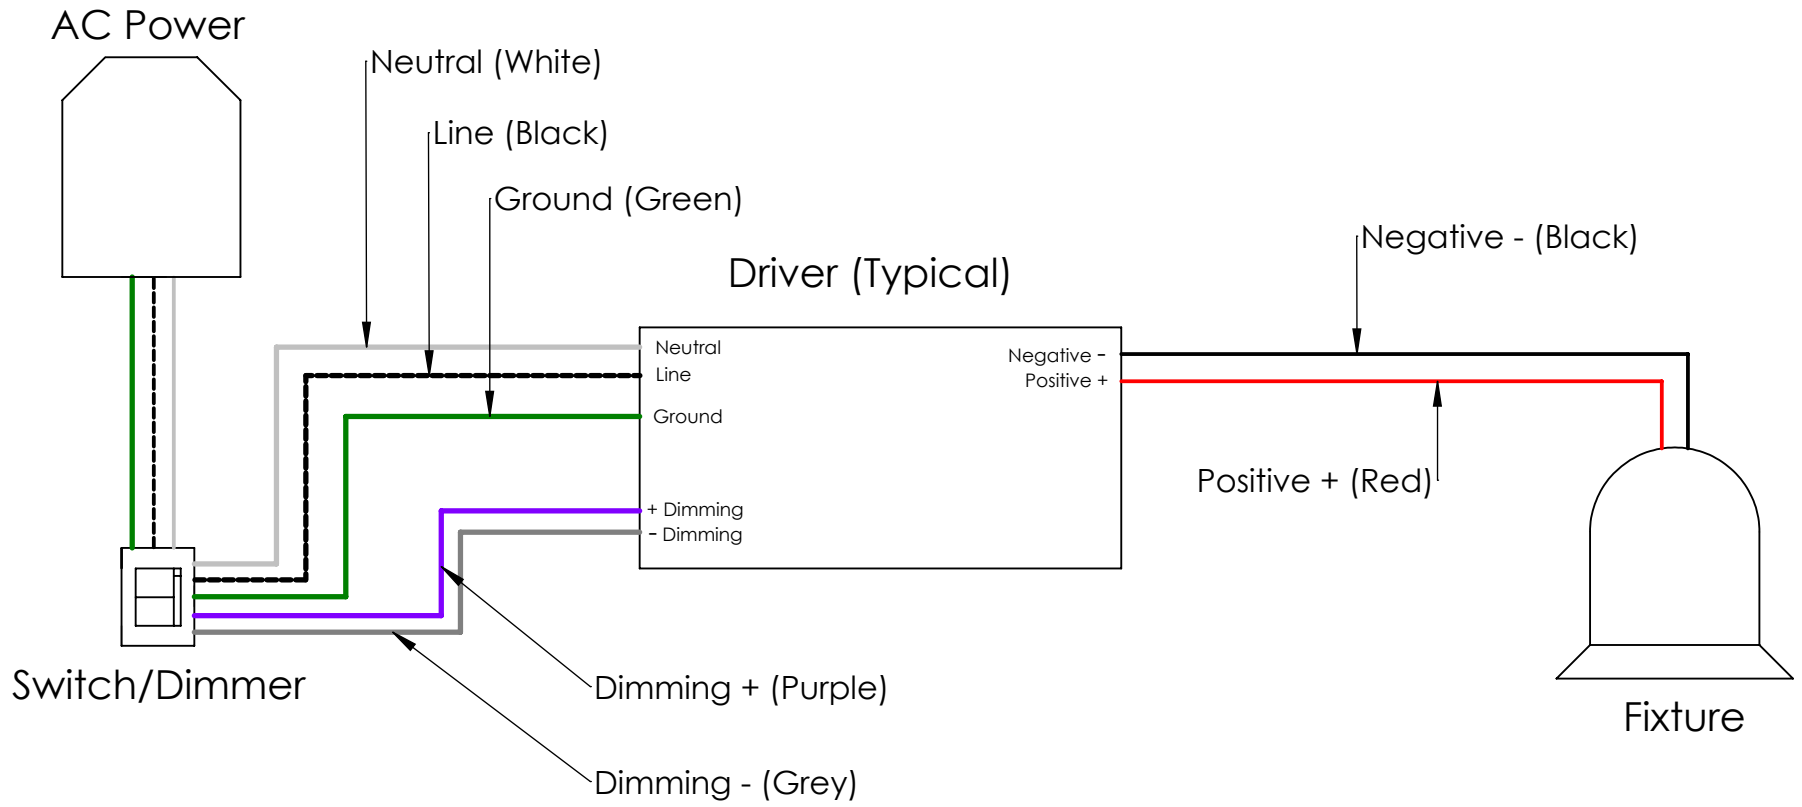 AC Power
Neutral (White)
Line (Black)
Ground (Green)
Driver (Typical)
Negative - (Black)
Neutral
Line
Ground
Negative -
Positive +
Positive + (Red)
+ Dimming
- Dimming
Switch/Dimmer
Dimming + (Purple)
Dimming - (Grey)
Fixture